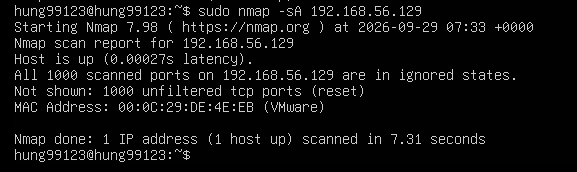 hung99123@hung99123:~$ sudo nmap -sA 192.168.56.129
Starting Nmap 7.98 ( https://nmap.org ) at 2026-09-29 07:33 +0000
Nmap scan report for 192.168.56.129
Host is up (0.00027s latency).
All 1000 scanned ports on 192.168.56.129 are in ignored states.
Not shown: 1000 unfiltered tcp ports (reset)
MAC Address: 00:0C:29:DE:4E:EB (VMware)

Nmap done: 1 IP address (1 host up) scanned in 7.31 seconds
hung99123@hung99123:~$